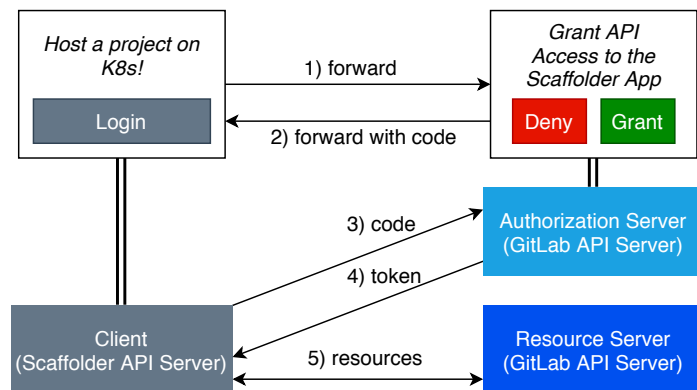 Host a project on
K8s!
Login
1) forward
2) forward with code
Grant API
Access to the
Scaffolder App
Deny
Grant
3) code
4) token
Authorization Server
(GitLab API Server)
Client
(Scaffolder API Server)
5) resources
Resource Server
(GitLab API Server)